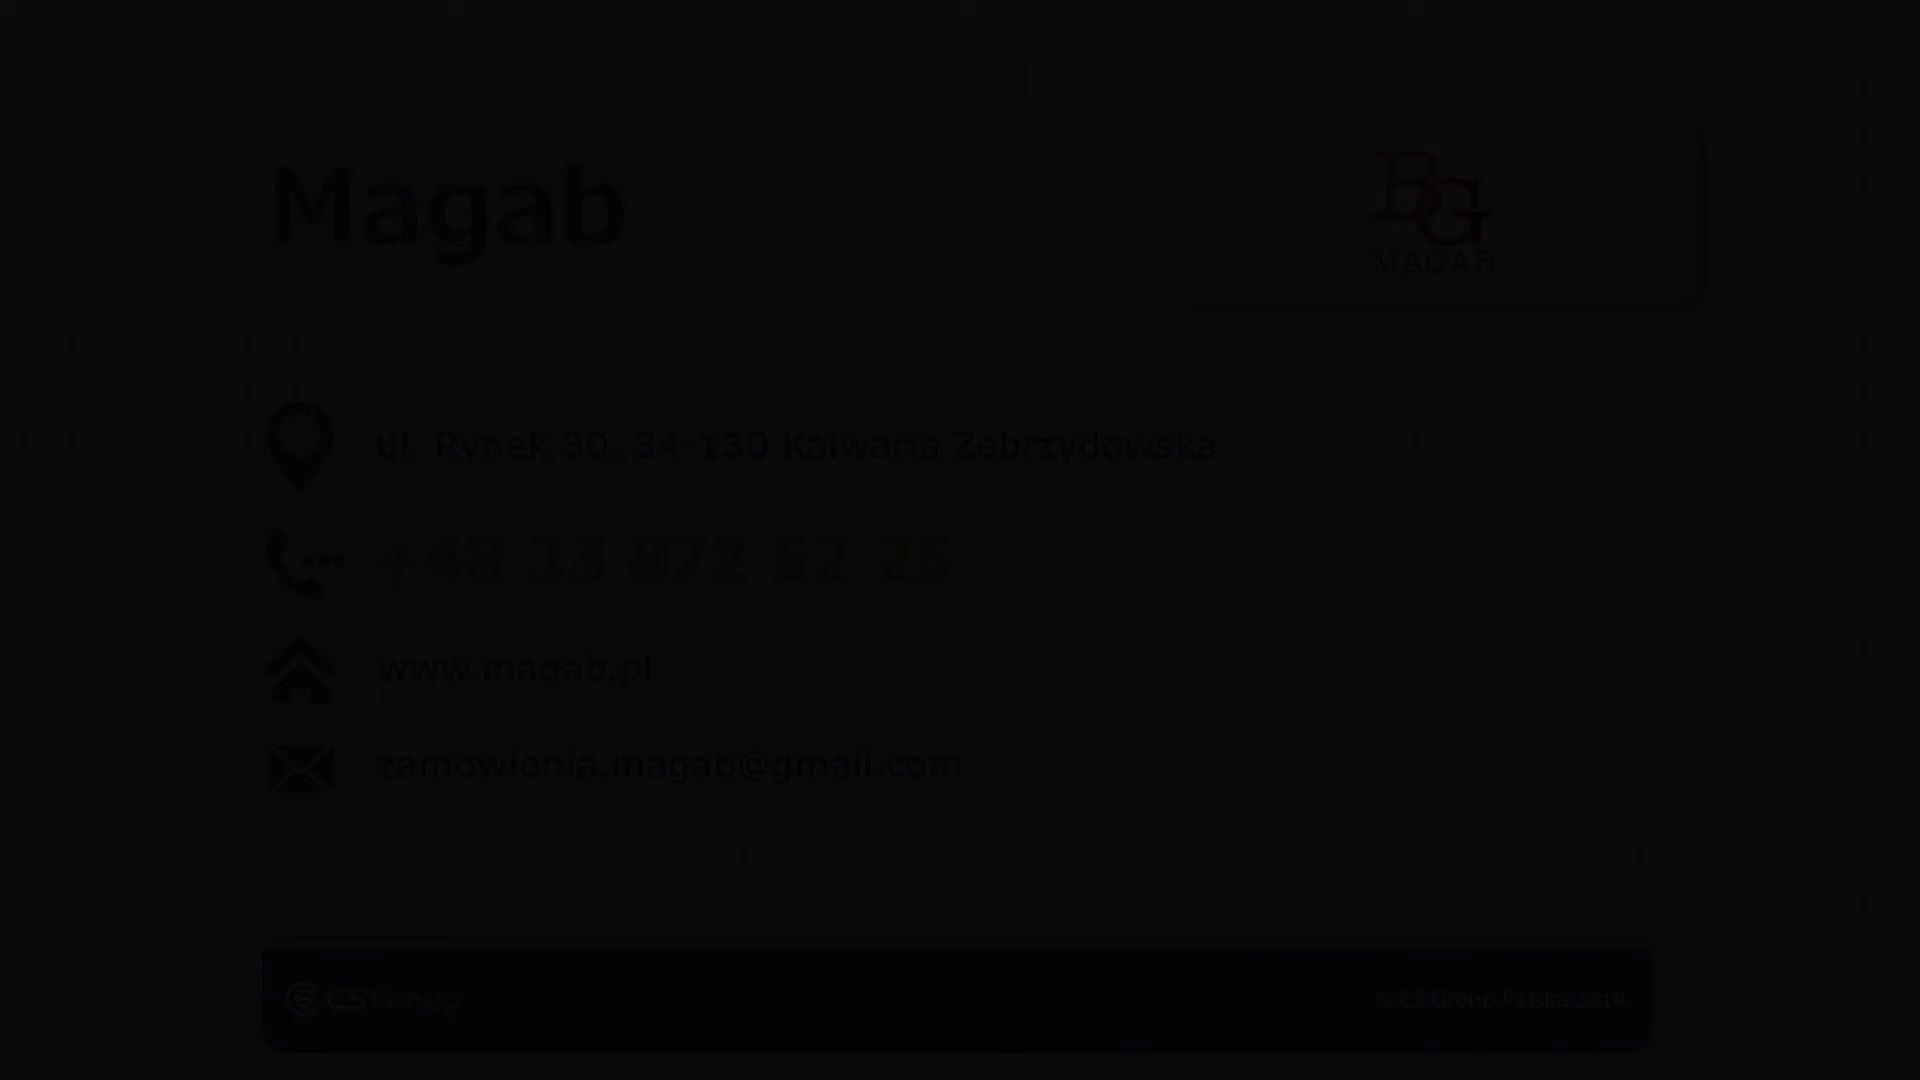 Magab
BG
MAGAB
ul. Rynek 30, 34-130 Kalwaria Zebrzydowska
+48 33 872 52 25
www.magab.pl
zamowienia.magab@gmail.com
CS Group
© CS Group Polska 2019